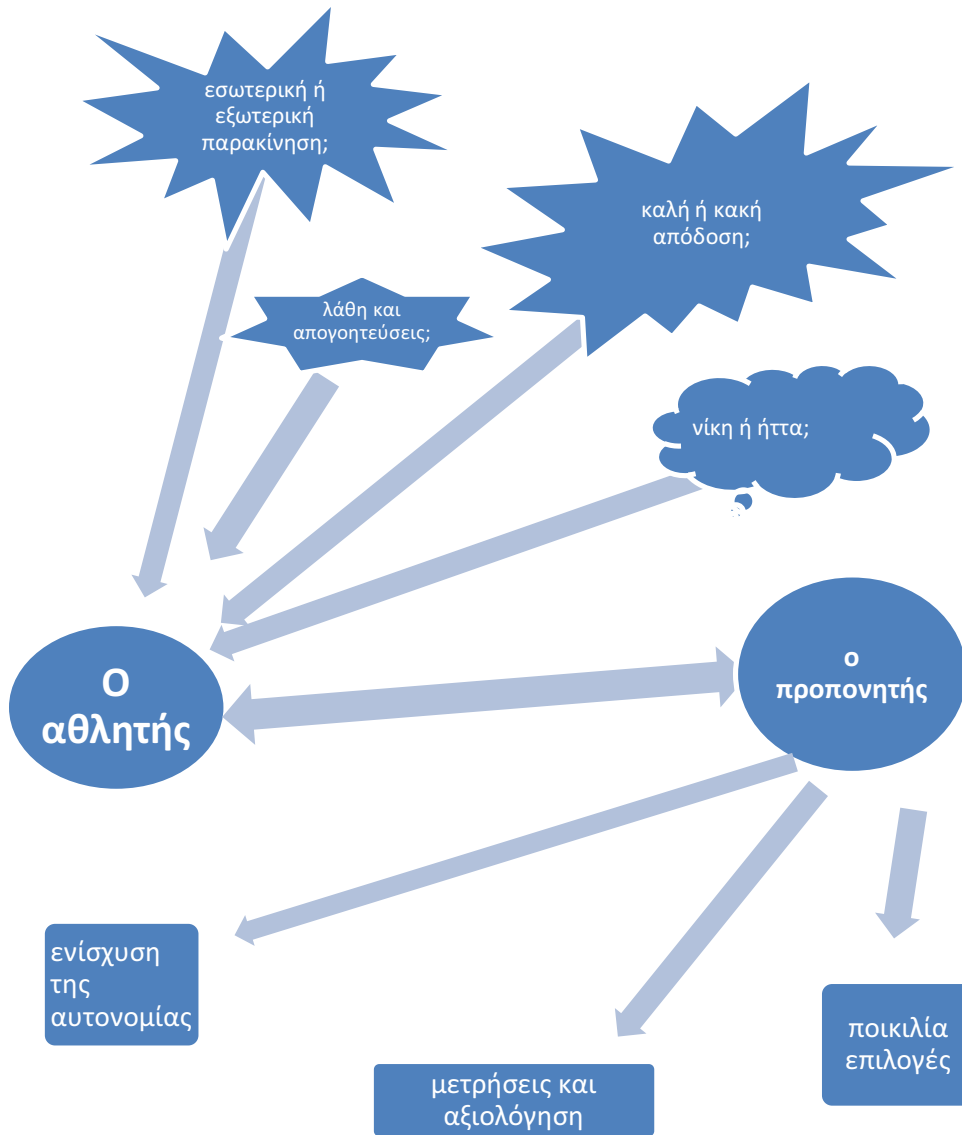 εσωτερική ή
εξωτερική
παρακίνηση;
καλή ή κακή
απόδοση;
λάθη και
απογοητεύσεις;
νίκη ή ήττα;
Ο
αθλητής
ο
προπονητής
ενίσχυση
της
αυτονομίας
ποικιλία
επιλογές
μετρήσεις και
αξιολόγηση